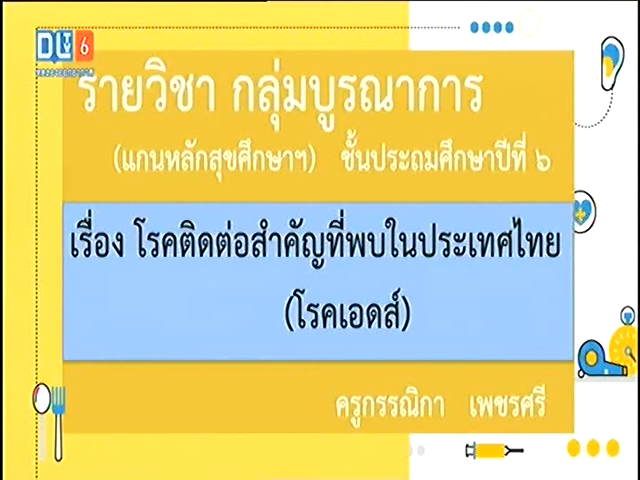 DLTV 6
รายวิชา กลุ่มบูรณาการ
(แกนหลักสุขศึกษาฯ) ชั้นประถมศึกษาปีที่ ๖
เรื่อง โรคติดต่อสำคัญที่พบในประเทศไทย
(โรคเอดส์)
ครูกรรณิกา เพชรศรี